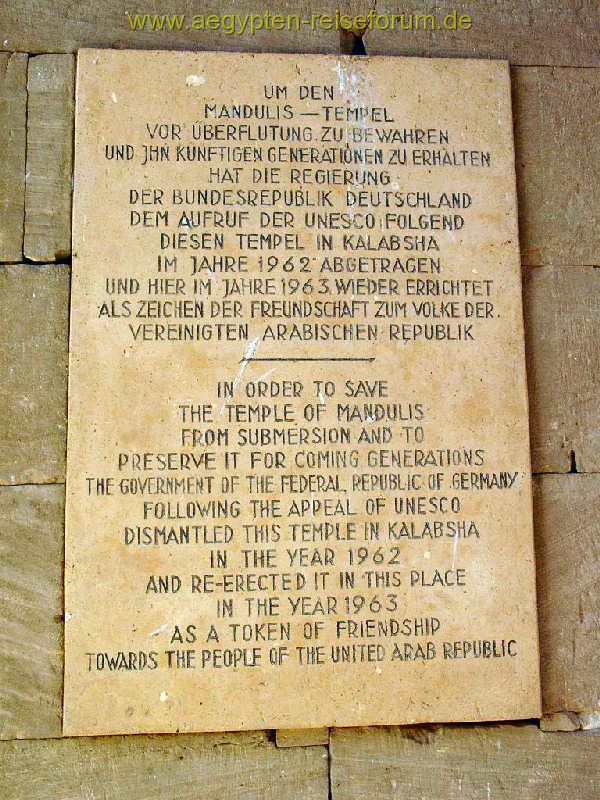 www.aegypten-reiseforum.de
UM DEN
MANDULIS — TEMPEL
VOR ÜBERFLUTUNG ZU BEWAHREN
UND JHN KÜNFTIGEN GENERATIONEN ZU ERHALTEN
HAT DIE REGIERUNG
DER BUNDESREPUBLIK DEUTSCHLAND
DEM AUFRUF DER UNESCO FOLGEND
DIESEN TEMPEL IN KALABSHA
IM JAHRE 1962 ABGETRAGEN
UND HIER IM JAHRE 1963 WIEDER ERRICHTET
ALS ZEICHEN DER FREUNDSCHAFT ZUM VOLKE DER
VEREINIGTEN ARABISCHEN REPUBLIK
IN ORDER TO SAVE
THE TEMPLE OF MANDULIS
FROM SUBMERSION AND TO
PRESERVE IT FOR COMING GENERATIONS
THE GOVERNMENT OF THE FEDERAL REPUBLIC OF GERMANY
FOLLOWING THE APPEAL OF UNESCO
DISMANTLED THIS TEMPLE IN KALABSHA
IN THE YEAR 1962
AND RE-ERECTED IT IN THIS PLACE
IN THE YEAR 1963
AS A TOKEN OF FRIENDSHIP
TOWARDS THE PEOPLE OF THE UNITED ARAB REPUBLIC